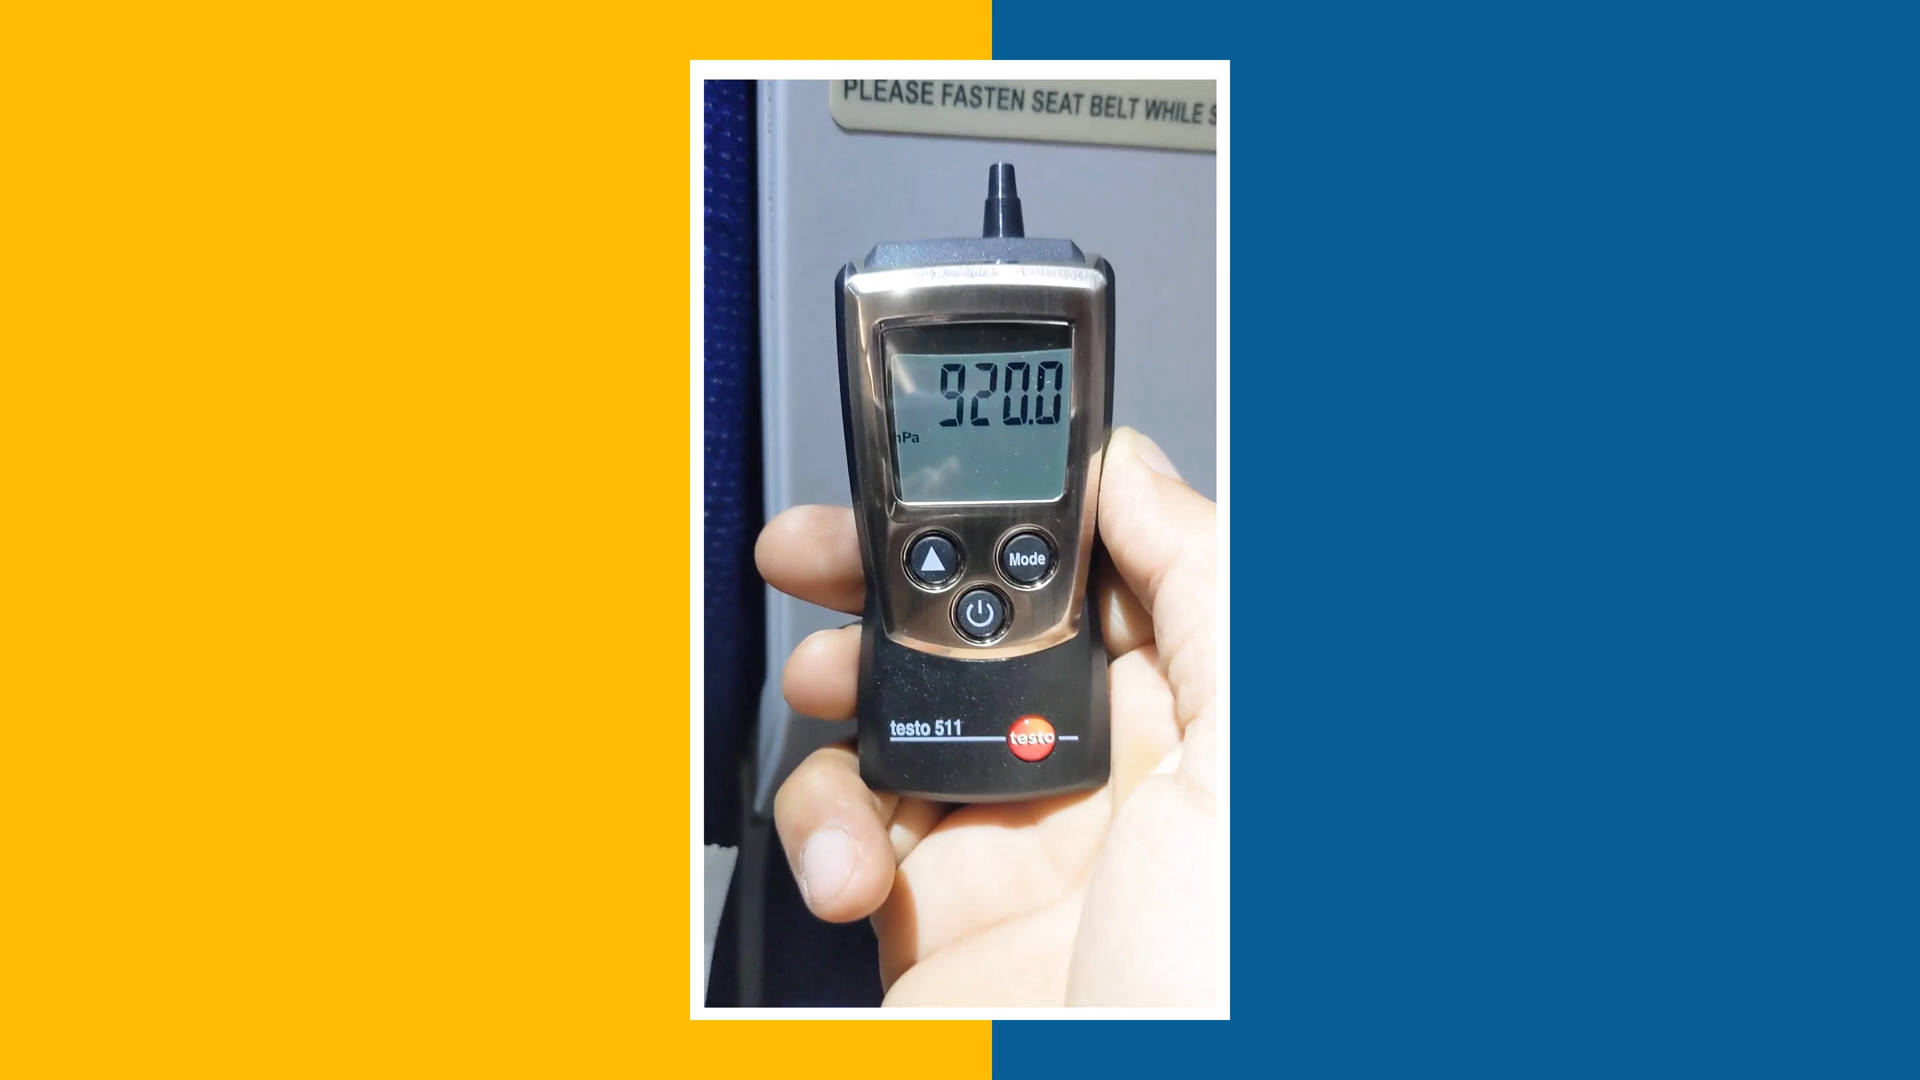 PLEASE FASTEN SEAT BELT WHILE S
920.0
hPa
Mode
testo 511
testo